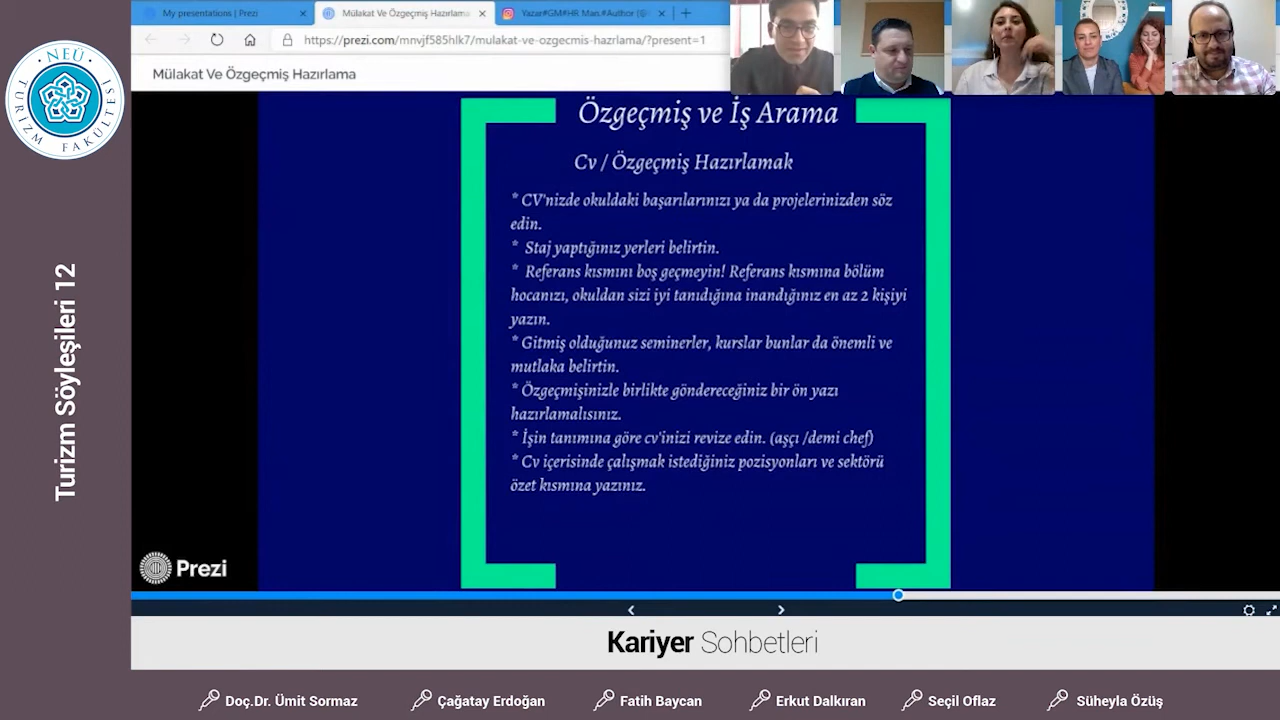 My presentations | Prezi
Mülakat Ve Özgeçmiş Hazırlama
Yazar#GM#HR Man.#Author (@
https://prezi.com/mnvjf585hlk7/mulakat-ve-ozgecmis-hazrlama/?present=1
Mülakat Ve Özgeçmiş Hazırlama
NEÜ
TURİZM FAKÜLTESİ
Turizm Söyleşileri 12
Özgeçmiş ve İş Arama
Cv / Özgeçmiş Hazırlamak
* CV'nizde okuldaki başarılarınızı ya da projelerinizden söz
edin.
* Staj yaptığınız yerleri belirtin.
* Referans kısmını boş geçmeyin! Referans kısmına bölüm
hocanızı, okuldan sizi iyi tanıdığına inandığınız en az 2 kişiyi
yazın.
* Gitmiş olduğunuz seminerler, kurslar bunlar da önemli ve
mutlaka belirtin.
* Özgeçmişinizle birlikte göndereceğiniz bir ön yazı
hazırlamalısınız.
* İşin tanımına göre cv'inizi revize edin. (aşçı /demi chef)
* Cv içerisinde çalışmak istediğiniz pozisyonları ve sektörü
özet kısmına yazınız.
Prezi
Kariyer Sohbetleri
Doç.Dr. Ümit Sormaz
Çağatay Erdoğan
Fatih Baycan
Erkut Dalkıran
Seçil Oflaz
Süheyla Özüş